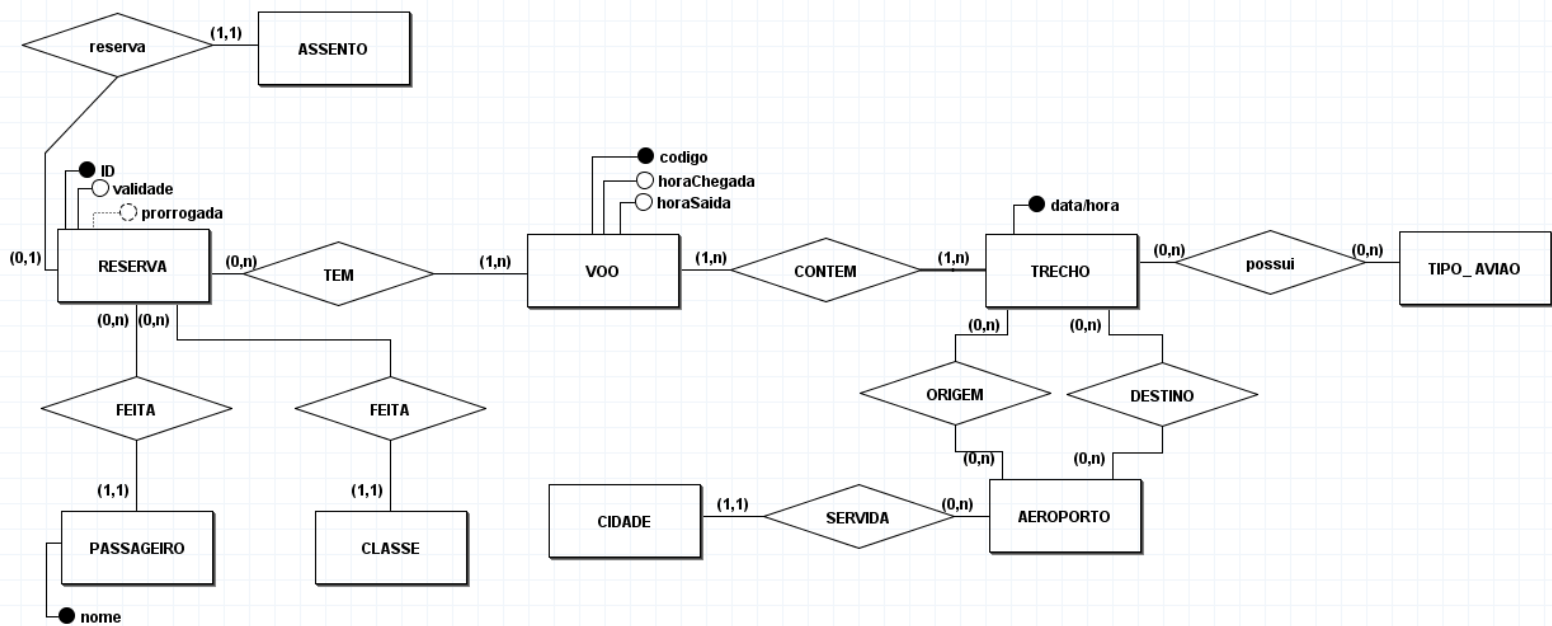 reserva
(1,1)
ASSENTO
ID
validade
prorrogada
(0,1)
RESERVA
(0,n)
TEM
(1,n)
codigo
horaChegada
horaSaida
VOO
(1,n)
CONTEM
(1,n)
data/hora
TRECHO
(0,n)
possui
(0,n)
TIPO_ AVIAO
(0,n)
(0,n)
(0,n)
(0,n)
FEITA
FEITA
ORIGEM
DESTINO
(0,n)
(0,n)
(1,1)
(1,1)
PASSAGEIRO
CLASSE
CIDADE
(1,1)
SERVIDA
(0,n)
AEROPORTO
nome